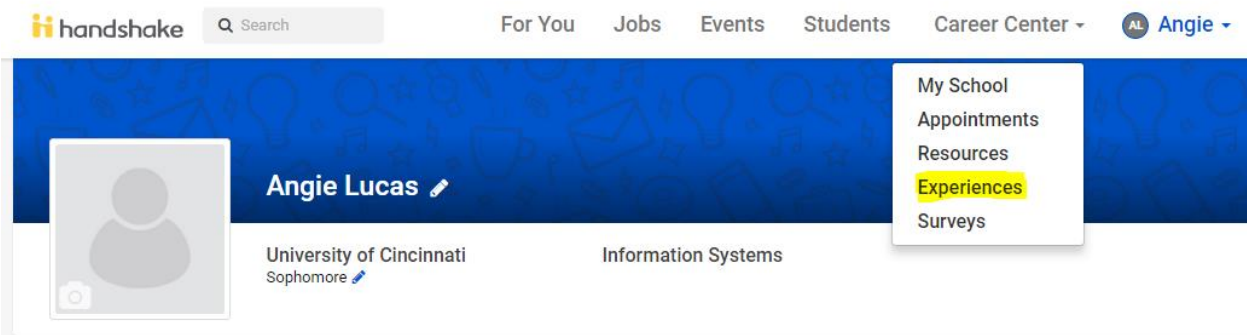 handshake Search For You Jobs Events Students Career Center AL Angie
My School
Appointments
Resources
Experiences
Surveys
Angie Lucas
University of Cincinnati Information Systems
Sophomore